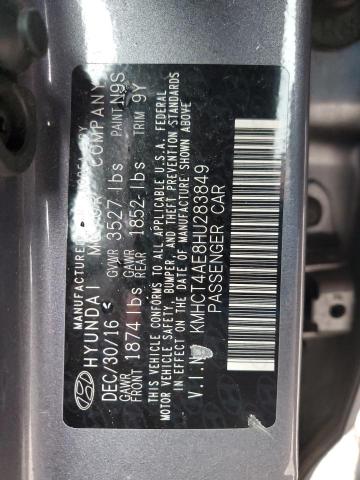 MANUFACTURED
HYUNDAI MOTOR COMPANY
DEC/30/16 GVWR 3527 lbs PAINT N9S
GAWR FRONT 1874 lbs GAWR REAR 1852 lbs TRIM 9Y
THIS VEHICLE CONFORMS TO ALL APPLICABLE U.S.A. FEDERAL
MOTOR VEHICLE SAFETY, BUMPER, AND THEFT PREVENTION STANDARDS
IN EFFECT ON THE DATE OF MANUFACTURE SHOWN ABOVE
V.I.N KMHCT4AE8HU283849
PASSENGER CAR